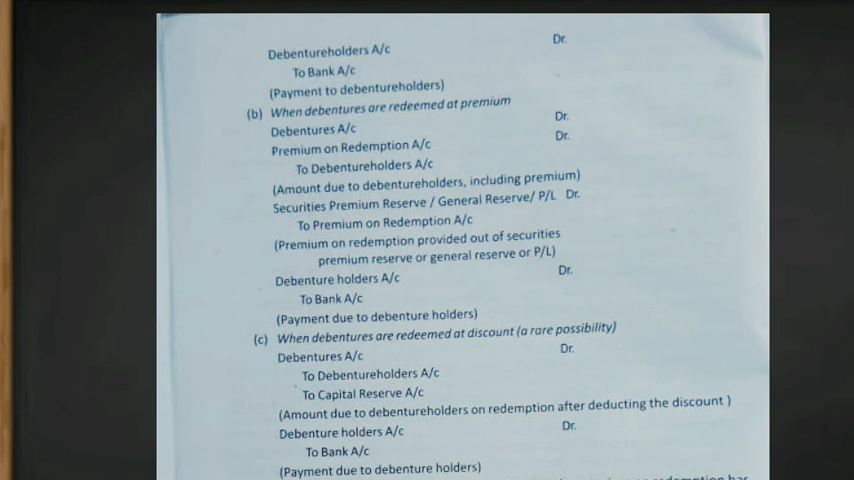 Debentureholders A/c Dr.
To Bank A/c
(Payment to debentureholders)
(b) When debentures are redeemed at premium
Debentures A/c Dr.
Premium on Redemption A/c Dr.
To Debentureholders A/c
(Amount due to debentureholders, including premium)
Securities Premium Reserve / General Reserve/ P/L Dr.
To Premium on Redemption A/c
(Premium on redemption provided out of securities
premium reserve or general reserve or P/L)
Debenture holders A/c Dr.
To Bank A/c
(Payment due to debenture holders)
(c) When debentures are redeemed at discount (a rare possibility)
Debentures A/c Dr.
To Debentureholders A/c
To Capital Reserve A/c
(Amount due to debentureholders on redemption after deducting the discount )
Debenture holders A/c Dr.
To Bank A/c
(Payment due to debenture holders)